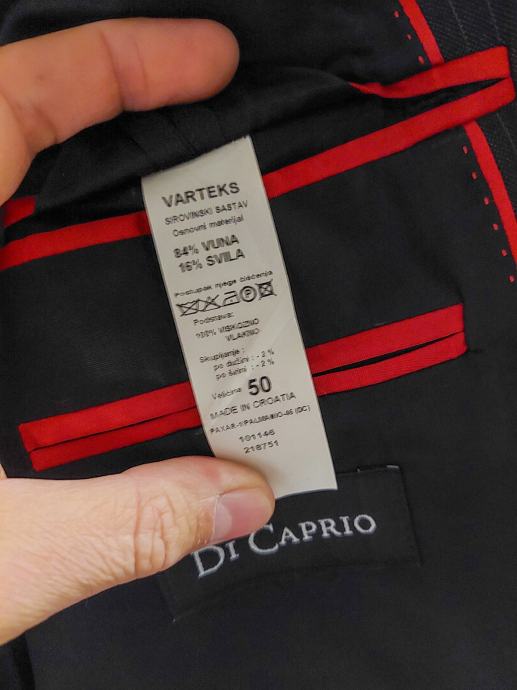 VARTEKS
SIROVINSKI SASTAV
Osnovni materijal
84% VUNA
16% SVILA
Postupak njege čišćenja
P
Podstava:
100% VISKOZNO
VLAKNO
Skupljanje :
po dužini : - 2 %
po širini : - 2 %
Veličina 50
MADE IN CROATIA
101146
218751
DI CAPRIO